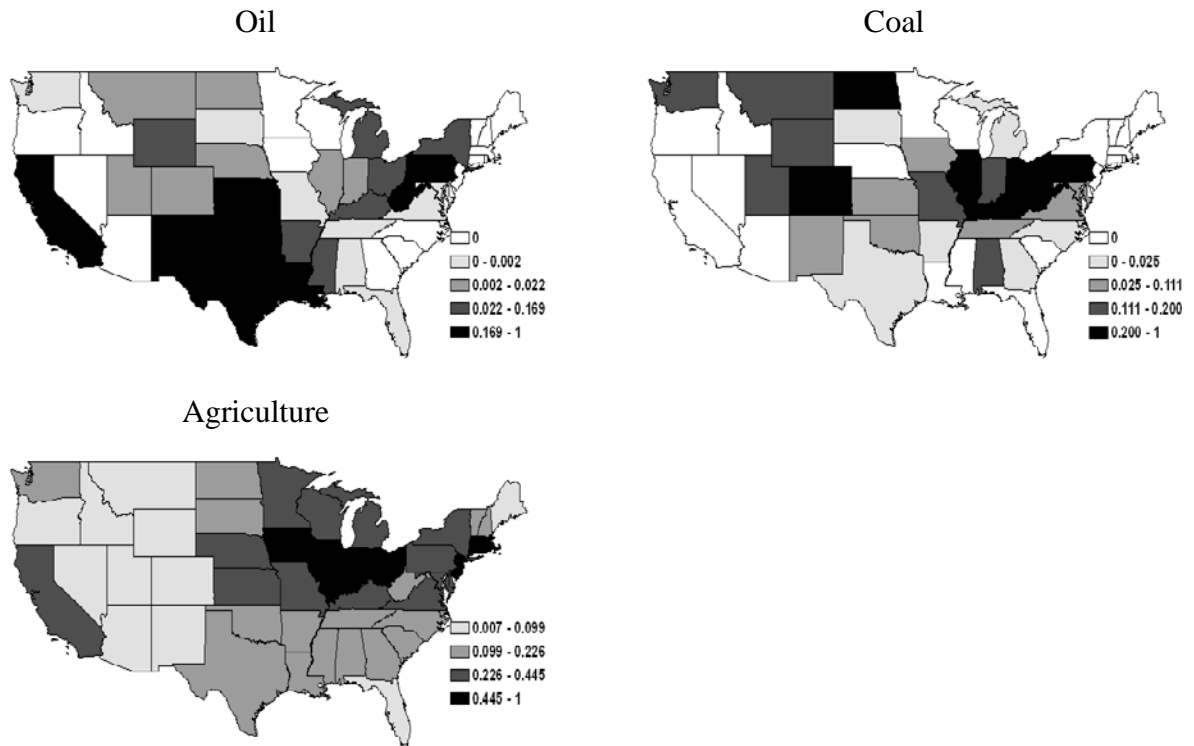 Oil
Coal
0
0 - 0.002
0.002 - 0.022
0.022 - 0.169
0.169 - 1
0
0 - 0.025
0.025 - 0.111
0.111 - 0.200
0.200 - 1
Agriculture
0.007 - 0.099
0.099 - 0.226
0.226 - 0.445
0.445 - 1